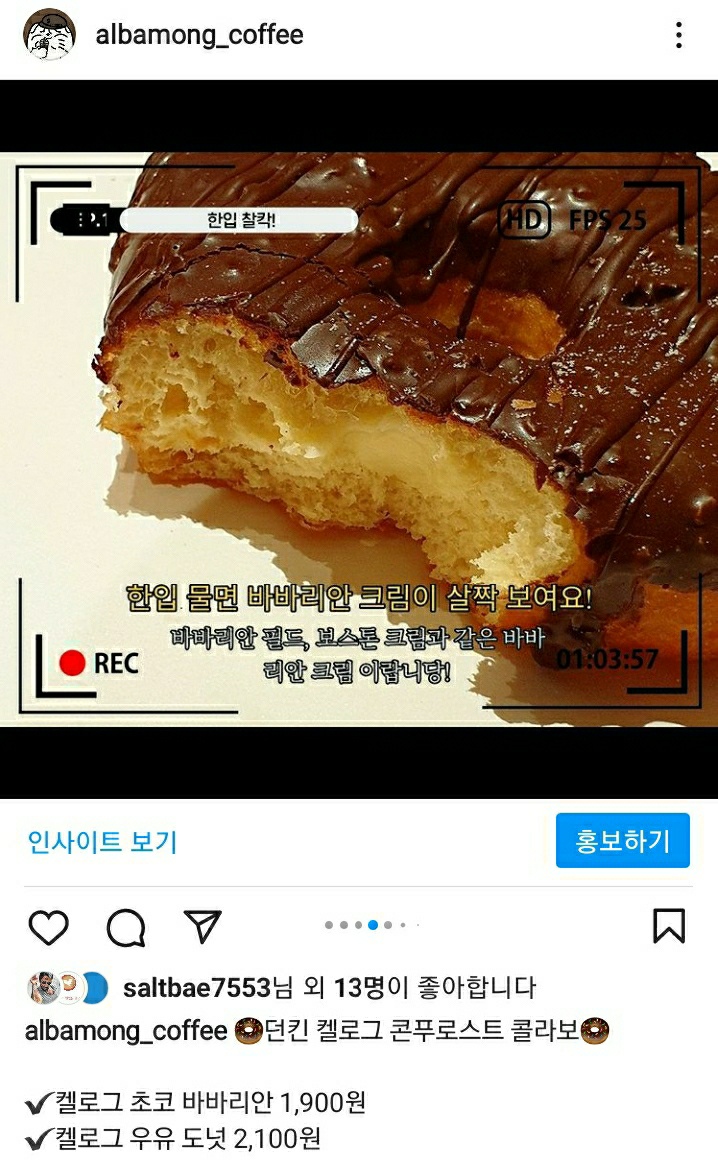 albamong_coffee
한입 찰칵!
HD FPS 25
한입 물면 바바리안 크림이 살짝 보여요!
바바리안 필드, 보스톤 크림과 같은 바바
리안 크림 이랍니당!
REC
01:03:57
인사이트 보기
홍보하기
saltbae7553님 외 13명이 좋아합니다
albamong_coffee 🍩던킨 켈로그 콘푸로스트 콜라보🍩
✔켈로그 초코 바바리안 1,900원
✔켈로그 우유 도넛 2,100원